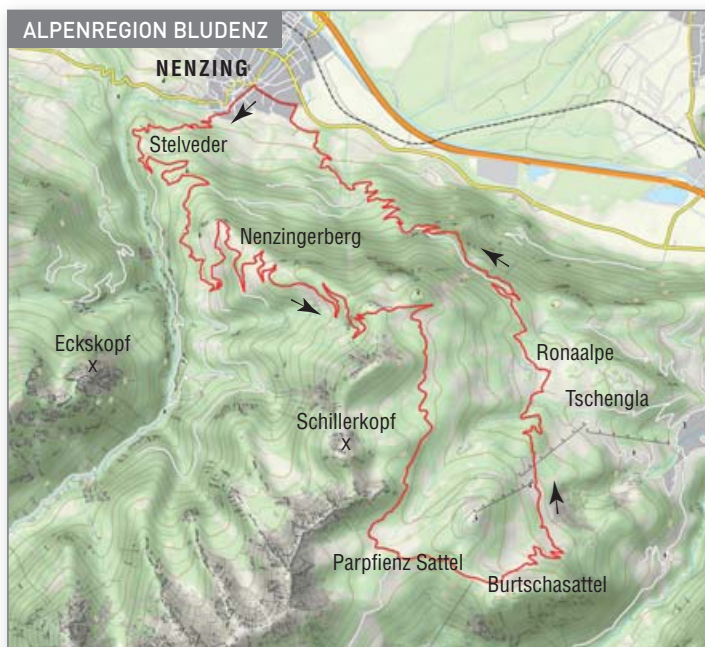 ALPENREGION BLUDENZ
NENZING
Stelveder
Nenzingerberg
Eckskopf
x
Ronaalpe
Tschengla
Schillerkopf
x
Parpfienz Sattel
Burtschasattel